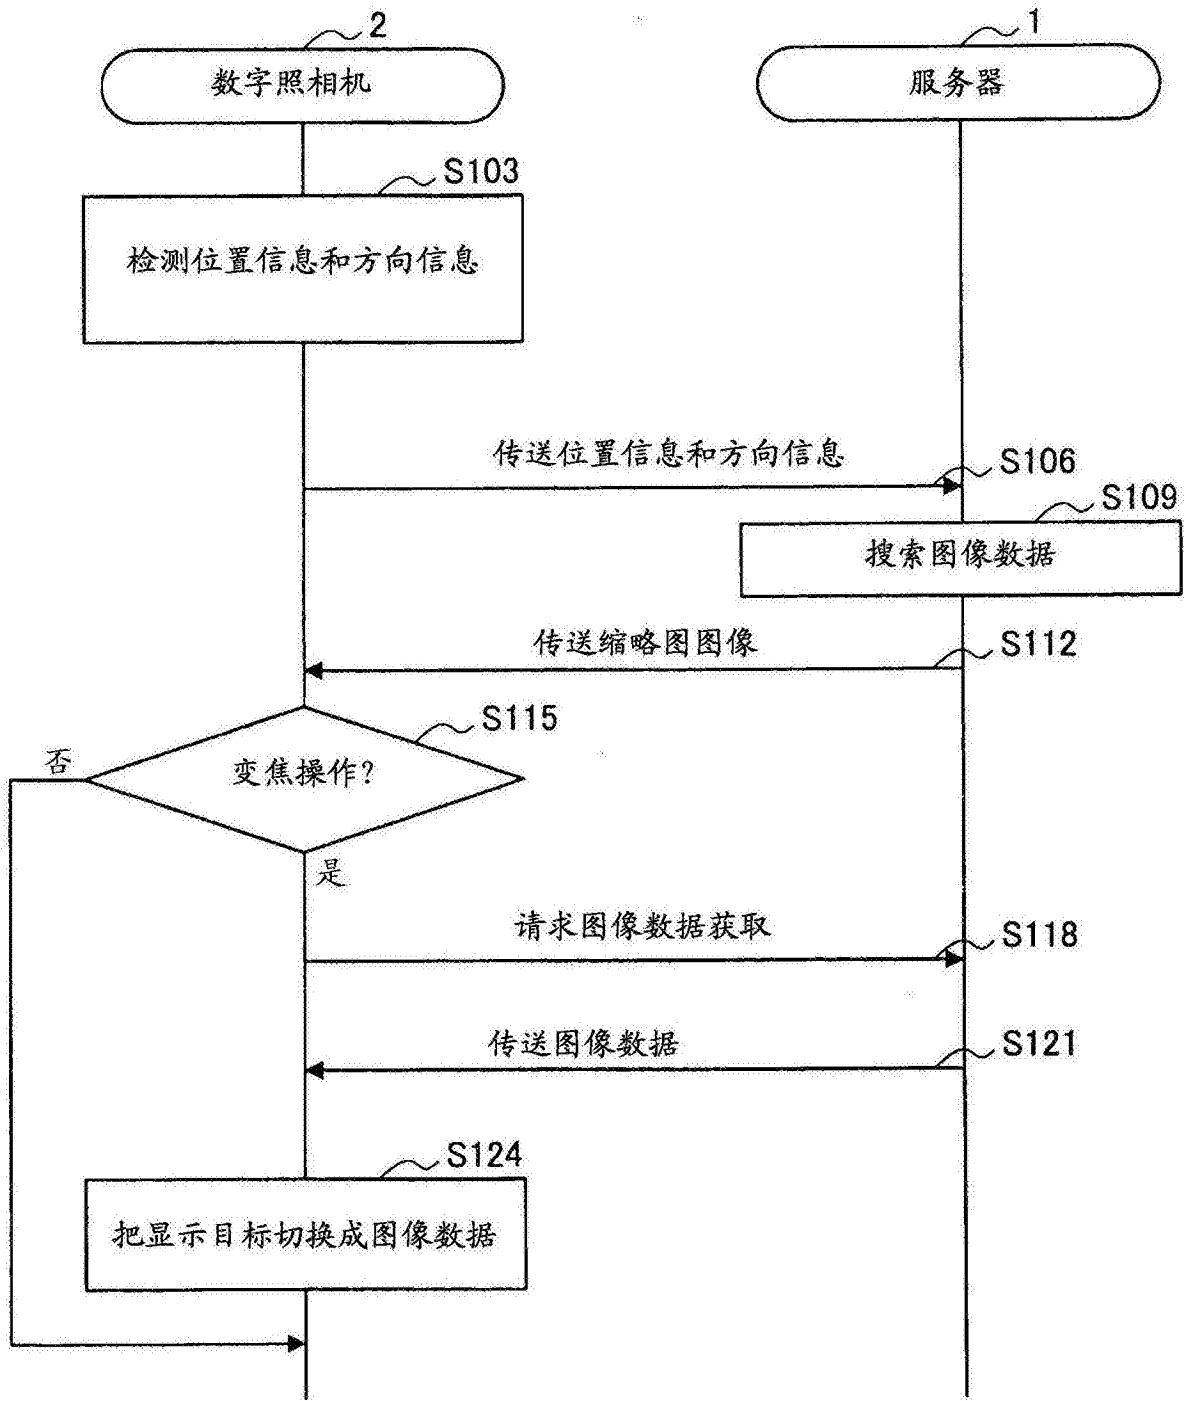 2
1
数字照相机
服务器
S103
检测位置信息和方向信息
传送位置信息和方向信息
S106
S109
搜索图像数据
传送缩略图图像
S112
S115
否
变焦操作?
是
请求图像数据获取
S118
传送图像数据
S121
S124
把显示目标切换成图像数据